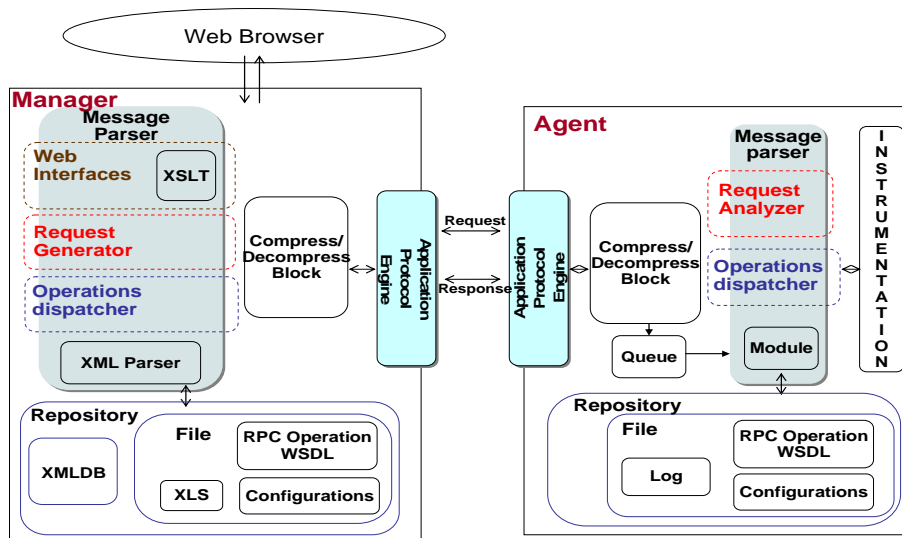 Web Browser
Manager
Message
Parser
Web
Interfaces
XSLT
Request
Generator
Operations
dispatcher
XML Parser
Compress/
Decompress
Block
Application
Protocol
Engine
Request
Response
Repository
XMLDB
File
XLS
RPC Operation
WSDL
Configurations
Agent
Application
Protocol
Engine
Compress/
Decompress
Block
Queue
Message
parser
Request
Analyzer
Operations
dispatcher
Module
INSTRUMENTATION
Repository
File
Log
RPC Operation
WSDL
Configurations